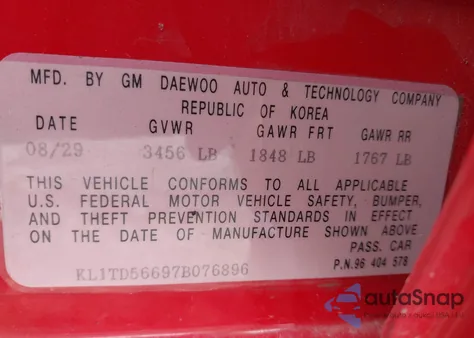 MFD. BY GM DAEWOO AUTO & TECHNOLOGY COMPANY
REPUBLIC OF KOREA
DATE GVWR GAWR FRT GAWR RR
08/29 3456 LB 1848 LB 1767 LB
THIS VEHICLE CONFORMS TO ALL APPLICABLE
U.S. FEDERAL MOTOR VEHICLE SAFETY, BUMPER,
AND THEFT PREVENTION STANDARDS IN EFFECT
ON THE DATE OF MANUFACTURE SHOWN ABOVE
PASS. CAR
KL1TD56697B076896 P.N.96 404 578
autoSnap